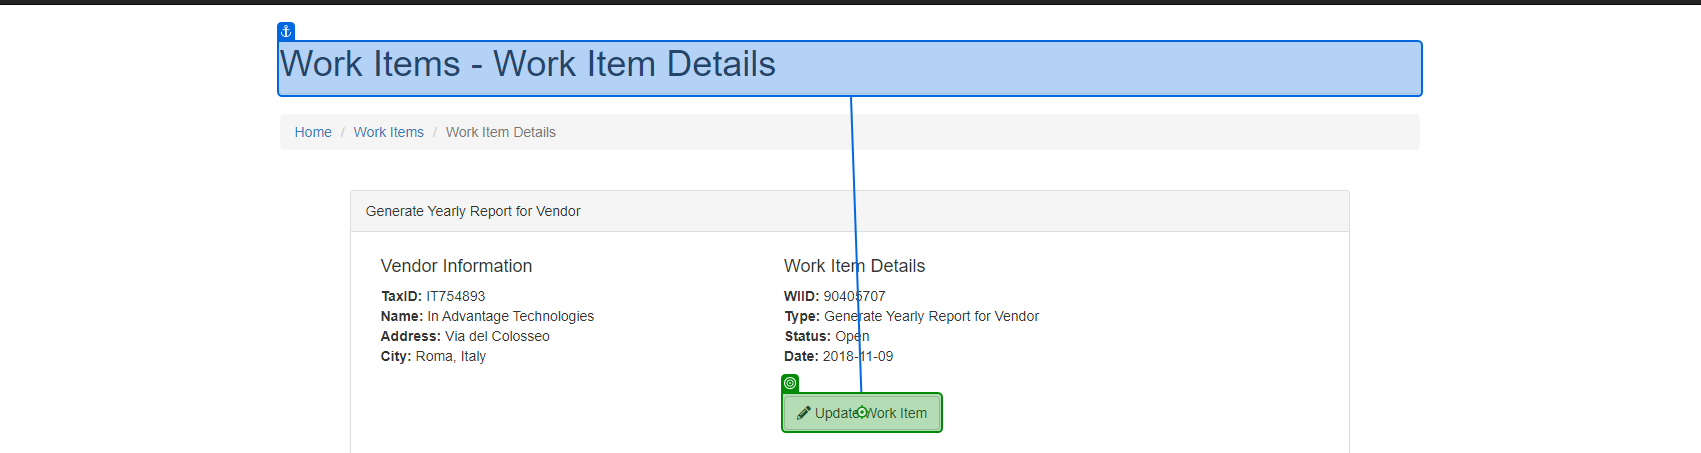 Work Items - Work Item Details
Home / Work Items / Work Item Details
Generate Yearly Report for Vendor
Vendor Information
TaxID: IT754893
Name: In Advantage Technologies
Address: Via del Colosseo
City: Roma, Italy
Work Item Details
WIID: 90405707
Type: Generate Yearly Report for Vendor
Status: Open
Date: 2018-11-09
Update Work Item